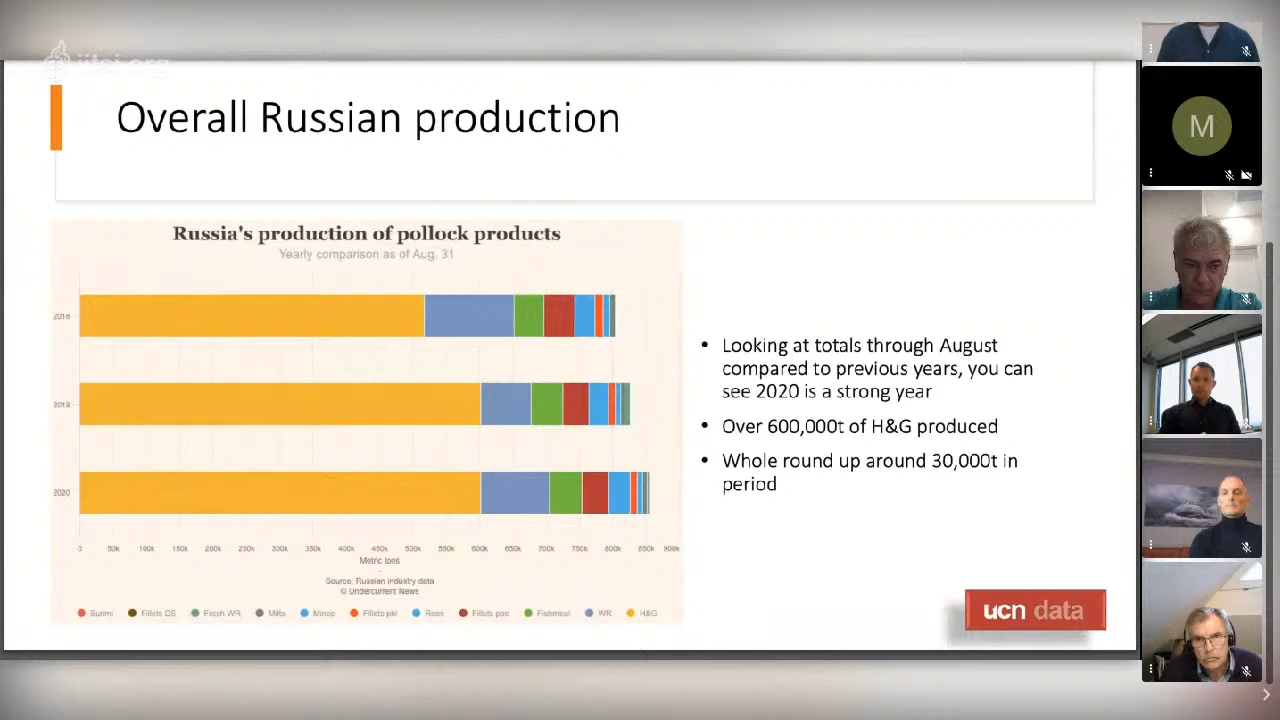 jitsi.org
Overall Russian production
Russia's production of pollock products
Yearly comparison as of Aug. 31
2018
2019
2020
0 50k 100k 150k 200k 250k 300k 350k 400k 450k 500k 550k 600k 650k 700k 750k 800k 850k 900k
Metric tons
Source: Russian industry data
© Undercurrent News
Surimi Fillets DS Fresh WR Milts Mince Fillets pbi Roes Fillets poo Fishmeal WR H&G
• Looking at totals through August
compared to previous years, you can
see 2020 is a strong year
• Over 600,000t of H&G produced
• Whole round up around 30,000t in
period
ucn data
M